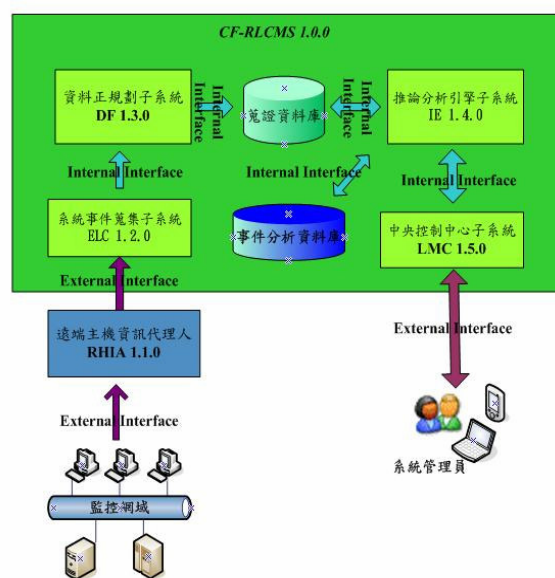 CF-RLCMS 1.0.0
資料正規劃子系統
DF 1.3.0
Internal
Interface
蒐證資料庫
Internal
Interface
推論分析引擎子系統
IE 1.4.0
Internal Interface
Internal Interface
Internal Interface
系統事件蒐集子系統
ELC 1.2.0
事件分析資料庫
中央控制中心子系統
LMC 1.5.0
External Interface
遠端主機資訊代理人
RHIA 1.1.0
External Interface
External Interface
系統管理員
監控網域